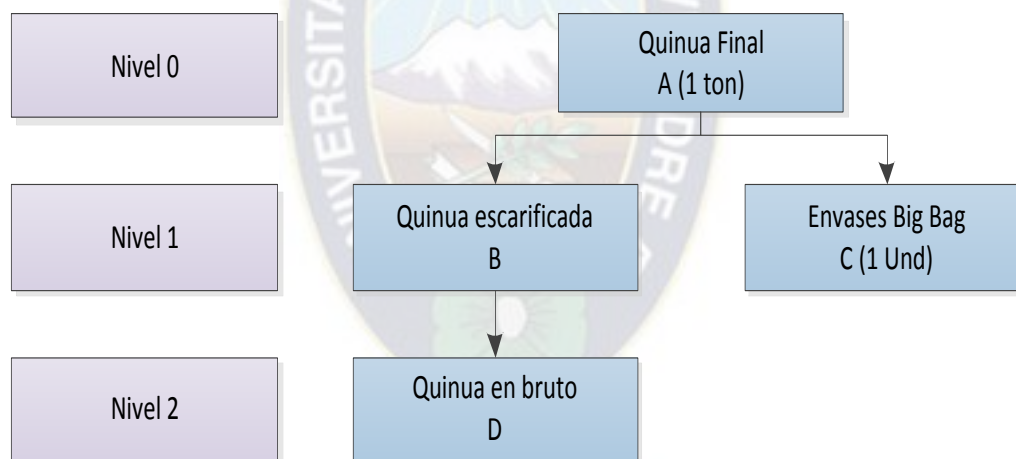 Nivel 0
Quinua Final
A (1 ton)
Nivel 1
Quinua escarificada
B
Envases Big Bag
C (1 Und)
Nivel 2
Quinua en bruto
D